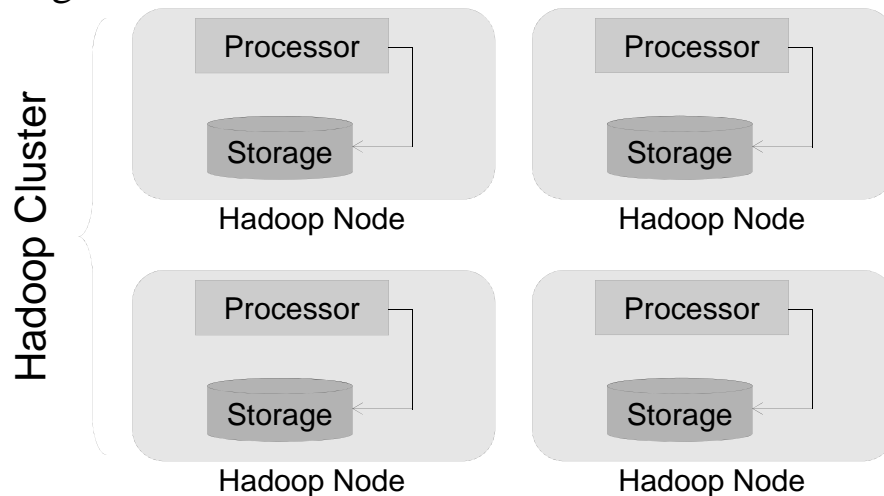 Hadoop Cluster
Processor
Storage
Hadoop Node
Processor
Storage
Hadoop Node
Processor
Storage
Hadoop Node
Processor
Storage
Hadoop Node